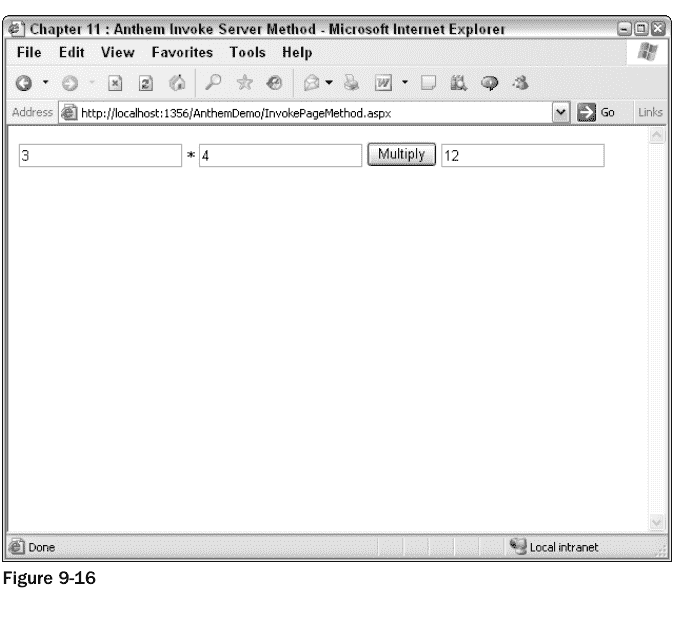 Chapter 11 : Anthem Invoke Server Method - Microsoft Internet Explorer
File Edit View Favorites Tools Help
Address http://localhost:1356/AnthemDemo/InvokePageMethod.aspx Go Links
3 * 4 Multiply 12
Done Local intranet
Figure 9-16